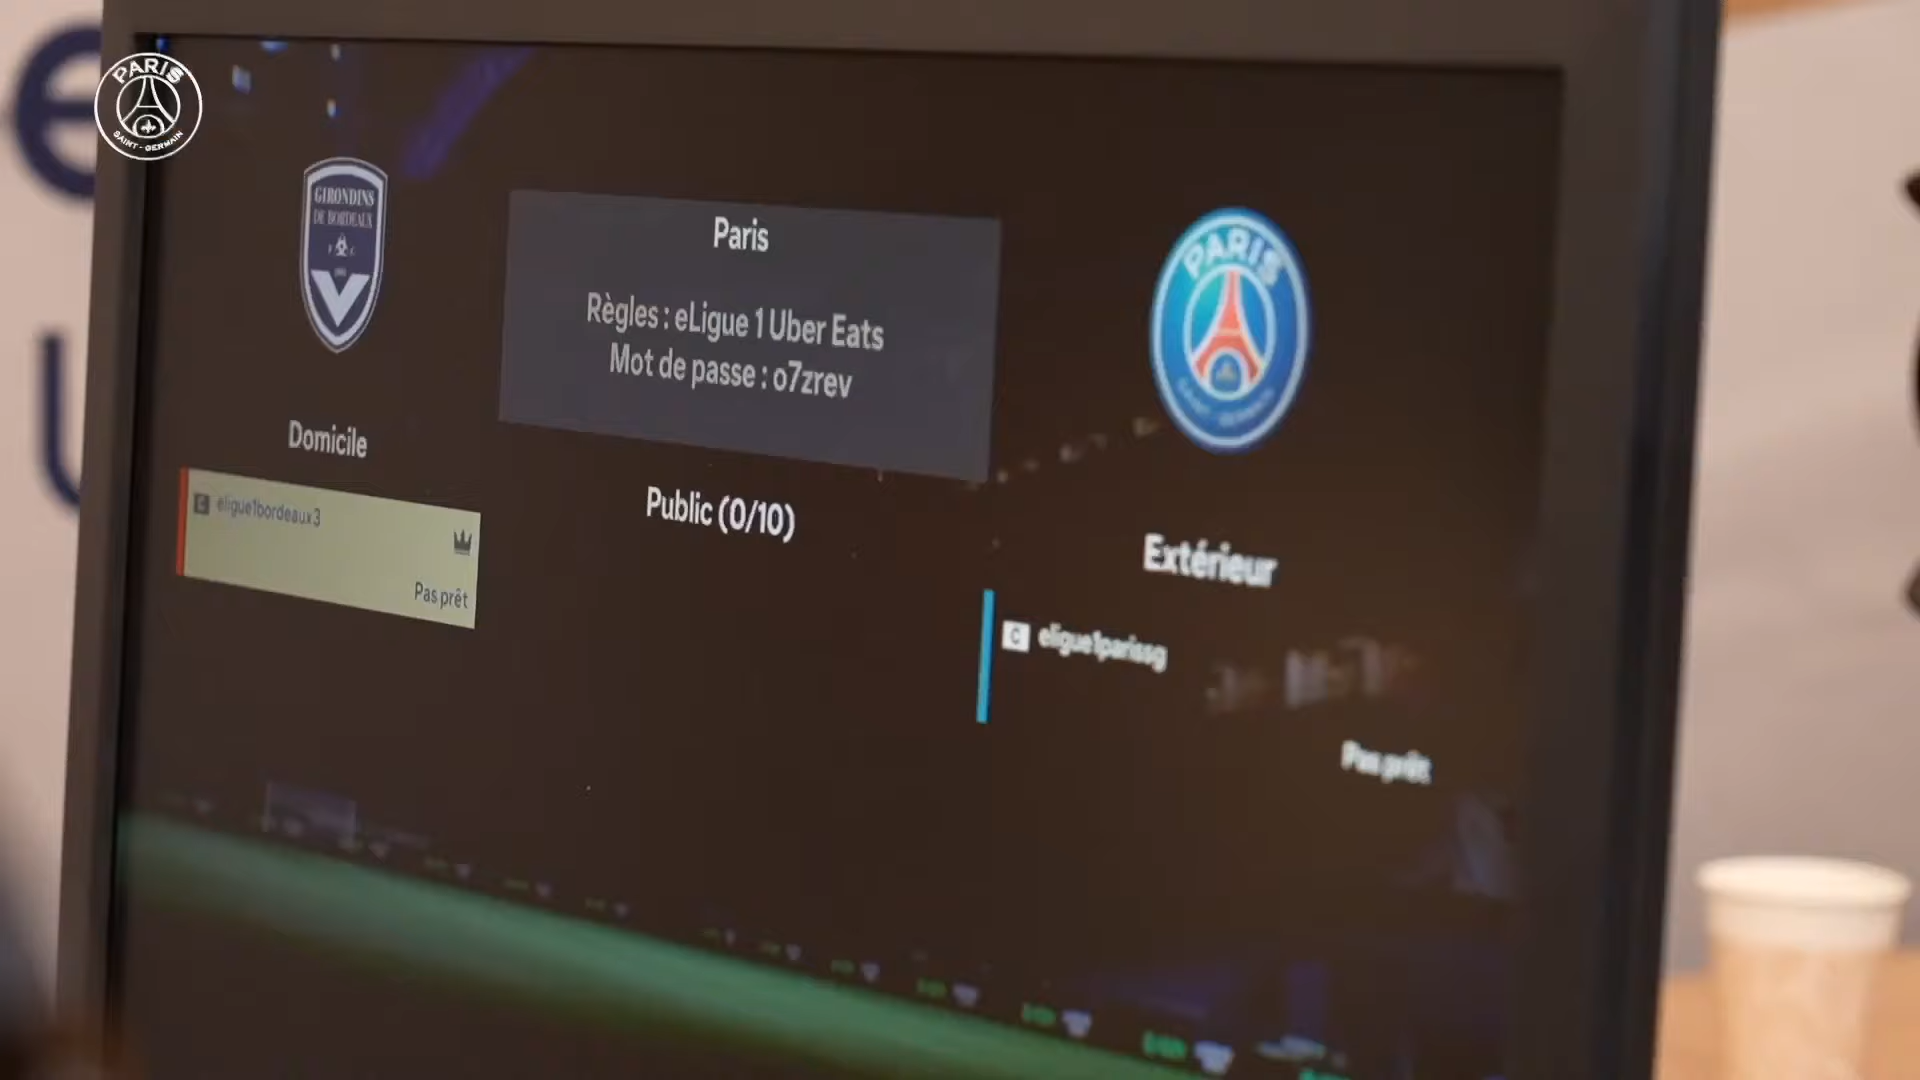 PARIS
SAINT-GERMAIN
GIRONDINS
DE BORDEAUX
Paris
Règles : eLigue 1 Uber Eats
Mot de passe : o7zrev
PARIS
Domicile
eligue1bordeaux3
Pas prêt
Public (0/10)
Extérieur
C eligue1parissg
Pas prêt